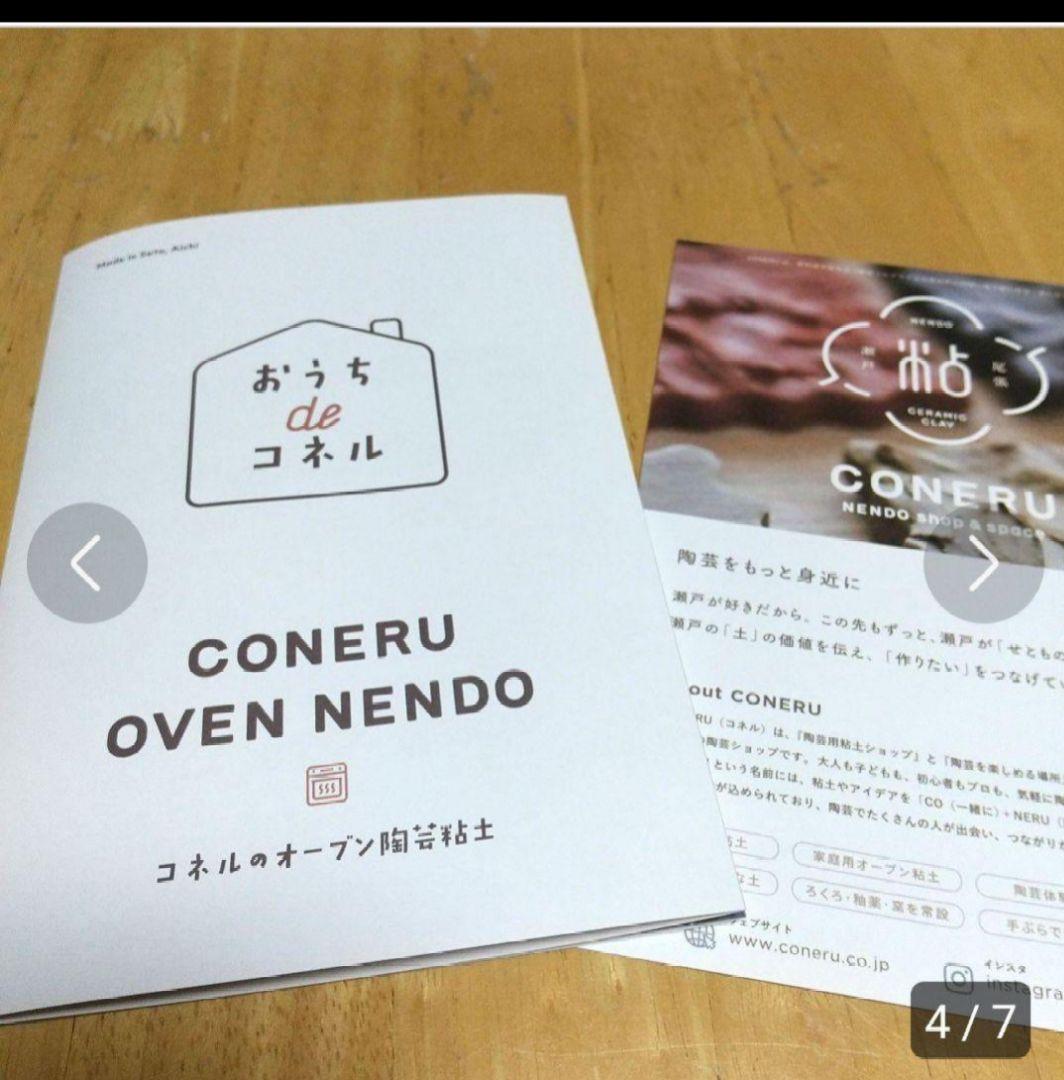 Made in Seto, Aichi
おうち
de
コネル
CONERU
OVEN NENDO
コネルのオーブン陶芸粘土
NENDO
瀬戸
粘
尾張
CERAMIC
CLAY
CONERU
NENDO shop & space
陶芸をもっと身近に
瀬戸が好きだから。この先もずっと、瀬戸が「せともの
瀬戸の「土」の価値を伝え、「作りたい」をつなげて
out CONERU
RU（コネル）は、『陶芸用粘土ショップ』と『陶芸を楽しめる場所
陶芸ショップです。大人も子どもも、初心者もプロも、気軽に陶
という名前には、粘土やアイデアを「CO（一緒に）+NERU（
が込められており、陶芸でたくさんの人が出会い、つながりが
粘土
家庭用オーブン粘土
陶芸体験
な土
ろくろ・釉薬・窯を常設
手ぶらで
ウェブサイト
www.coneru.co.jp
インスタ
instagra
4 / 7